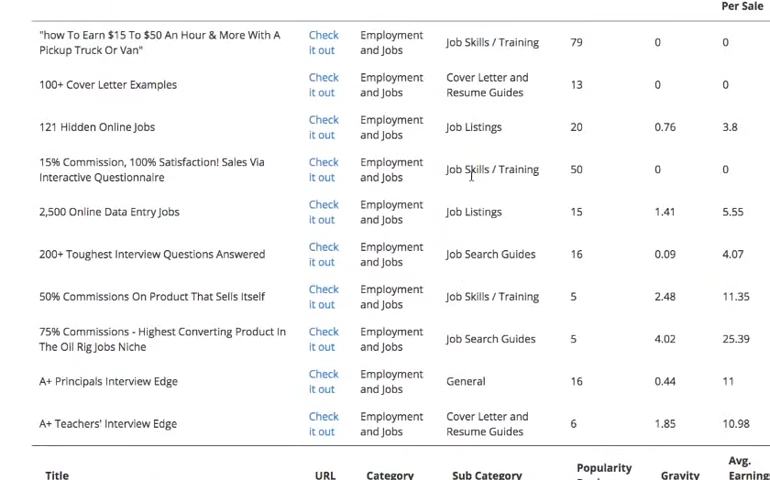 Per Sale
"how To Earn $15 To $50 An Hour & More With A Check Employment Job Skills / Training 79 0 0
Pickup Truck Or Van" it out and Jobs
100+ Cover Letter Examples Check Employment Cover Letter and 13 0 0
it out and Jobs Resume Guides
121 Hidden Online Jobs Check Employment Job Listings 20 0.76 3.8
it out and Jobs
15% Commission, 100% Satisfaction! Sales Via Check Employment Job Skills / Training 50 0 0
Interactive Questionnaire it out and Jobs
2,500 Online Data Entry Jobs Check Employment Job Listings 15 1.41 5.55
it out and Jobs
200+ Toughest Interview Questions Answered Check Employment Job Search Guides 16 0.09 4.07
it out and Jobs
50% Commissions On Product That Sells Itself Check Employment Job Skills / Training 5 2.48 11.35
it out and Jobs
75% Commissions - Highest Converting Product In Check Employment Job Search Guides 5 4.02 25.39
The Oil Rig Jobs Niche it out and Jobs
A+ Principals Interview Edge Check Employment General 16 0.44 11
it out and Jobs
A+ Teachers' Interview Edge Check Employment Cover Letter and 6 1.85 10.98
it out and Jobs Resume Guides
Avg.
Title URL Category Sub Category Popularity Gravity Earnings